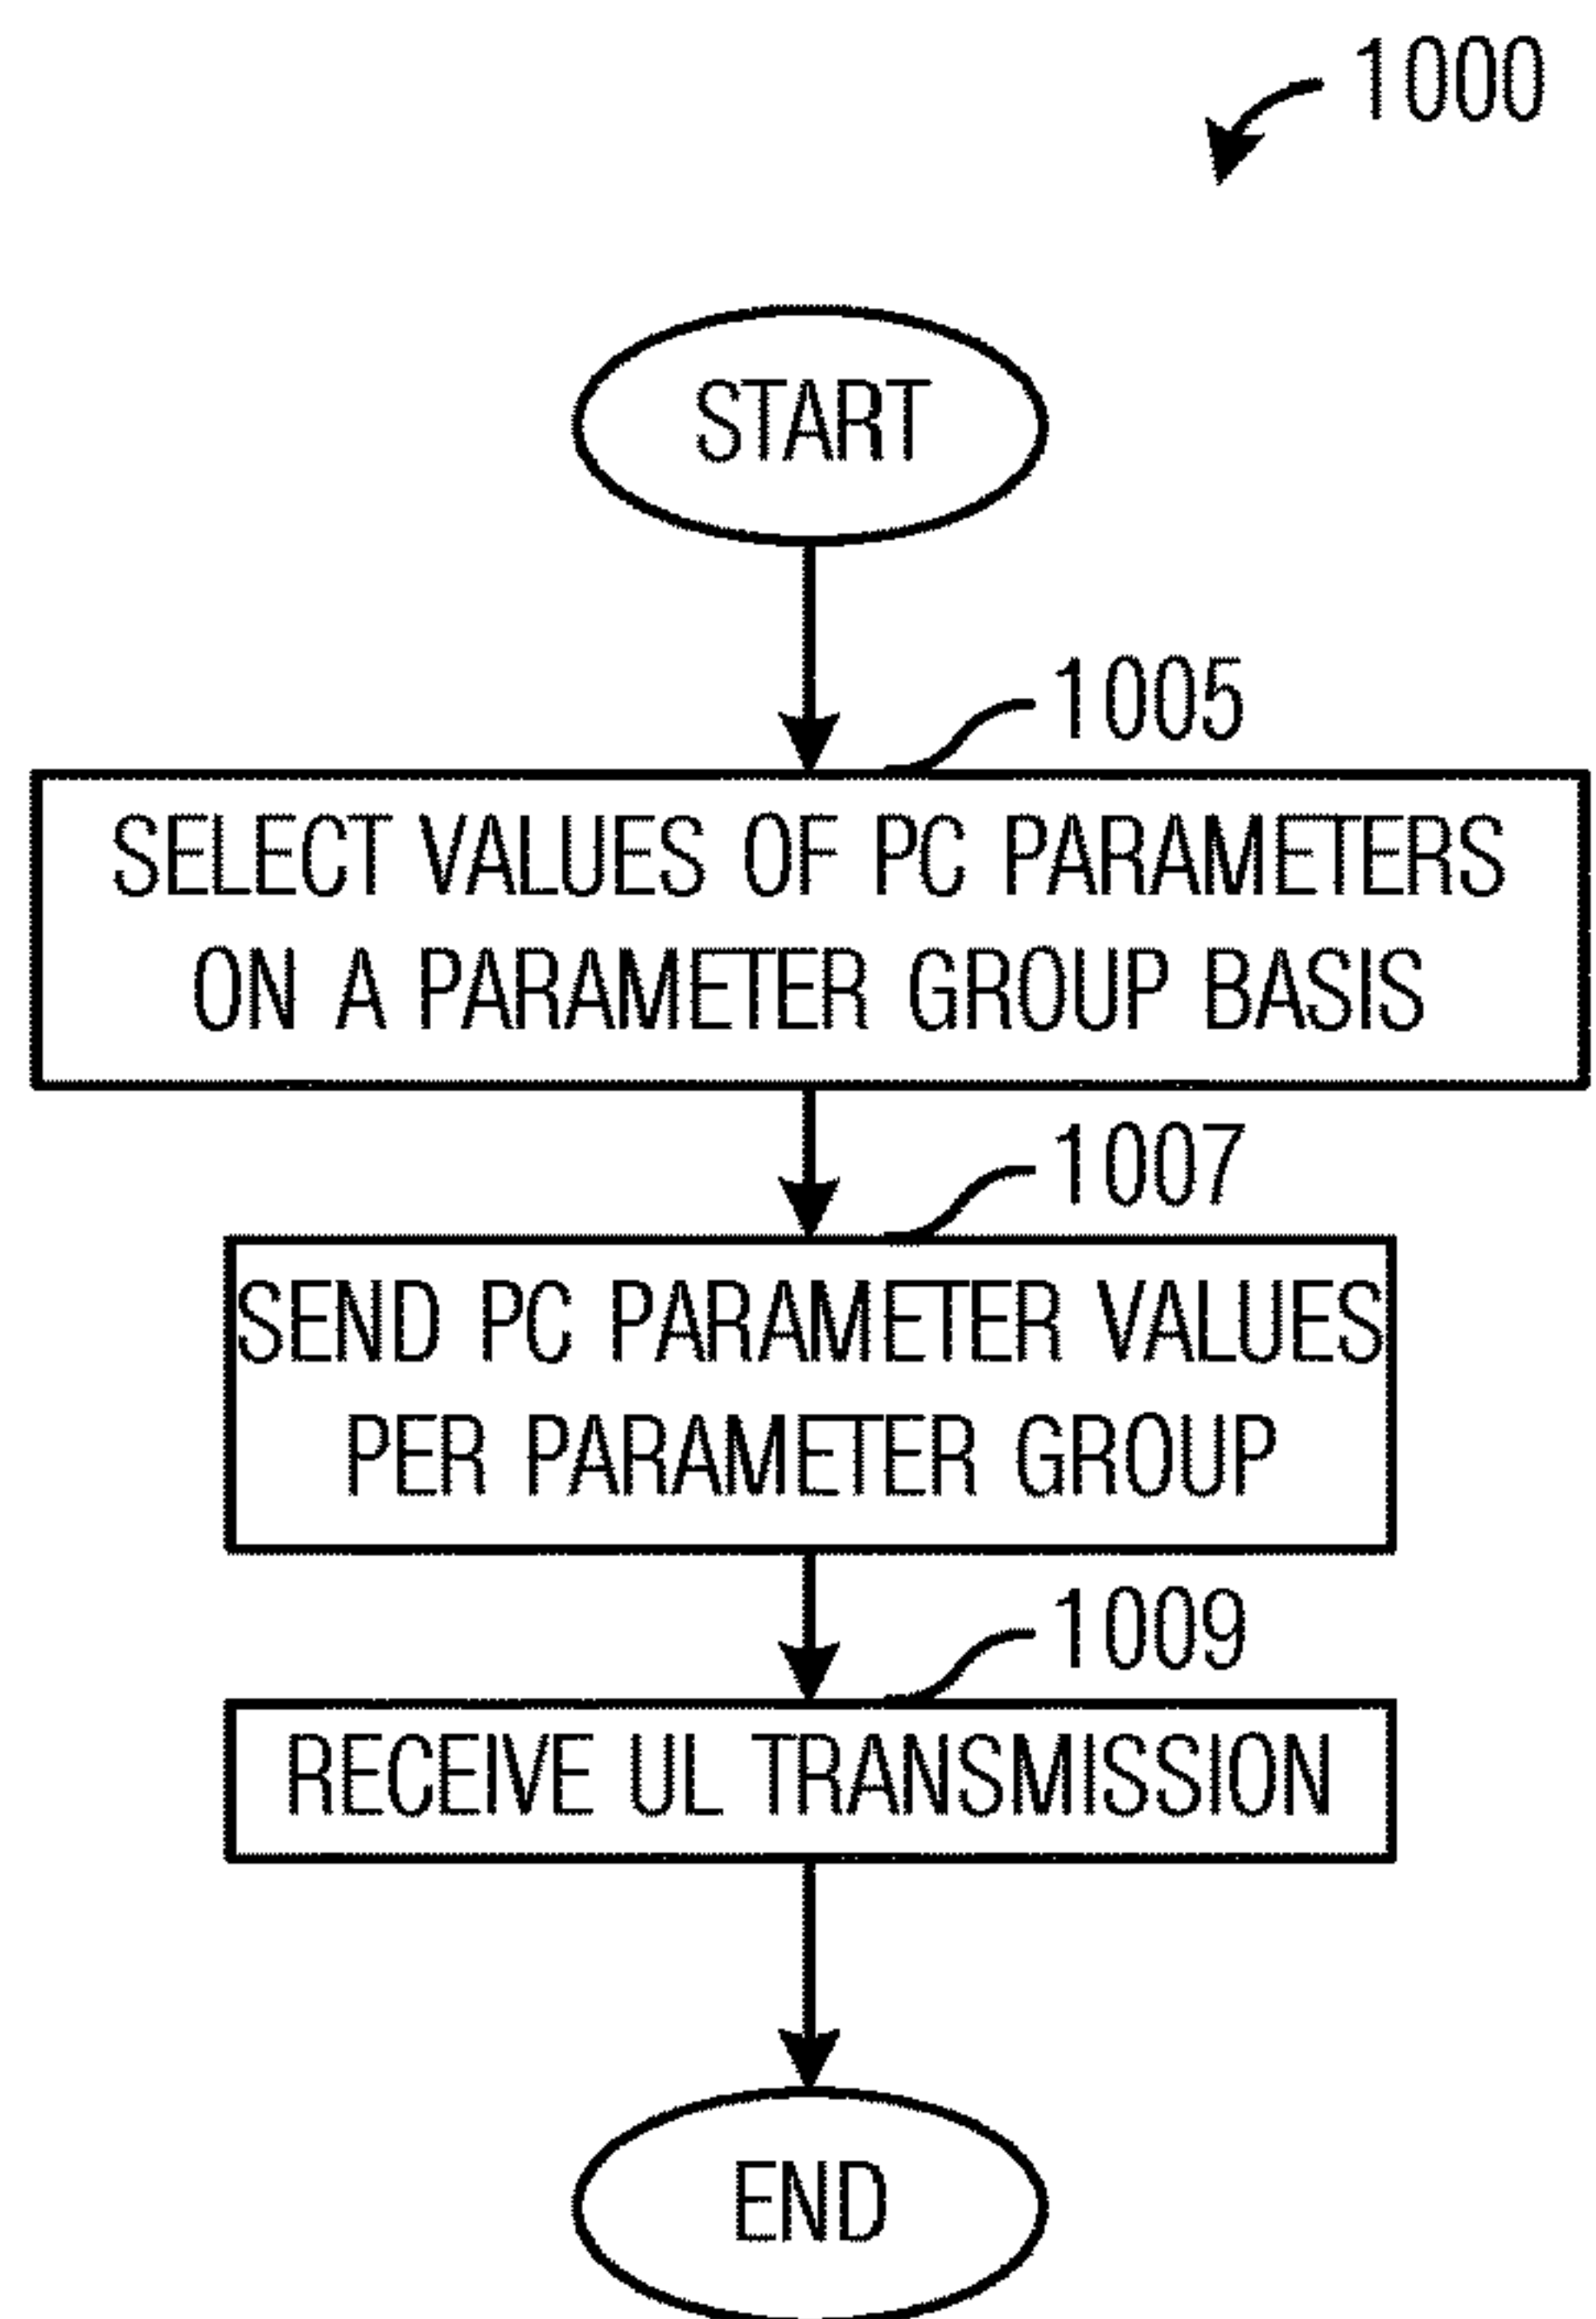 1000
START
1005
SELECT VALUES OF PC PARAMETERS
ON A PARAMETER GROUP BASIS
1007
SEND PC PARAMETER VALUES
PER PARAMETER GROUP
1009
RECEIVE UL TRANSMISSION
END